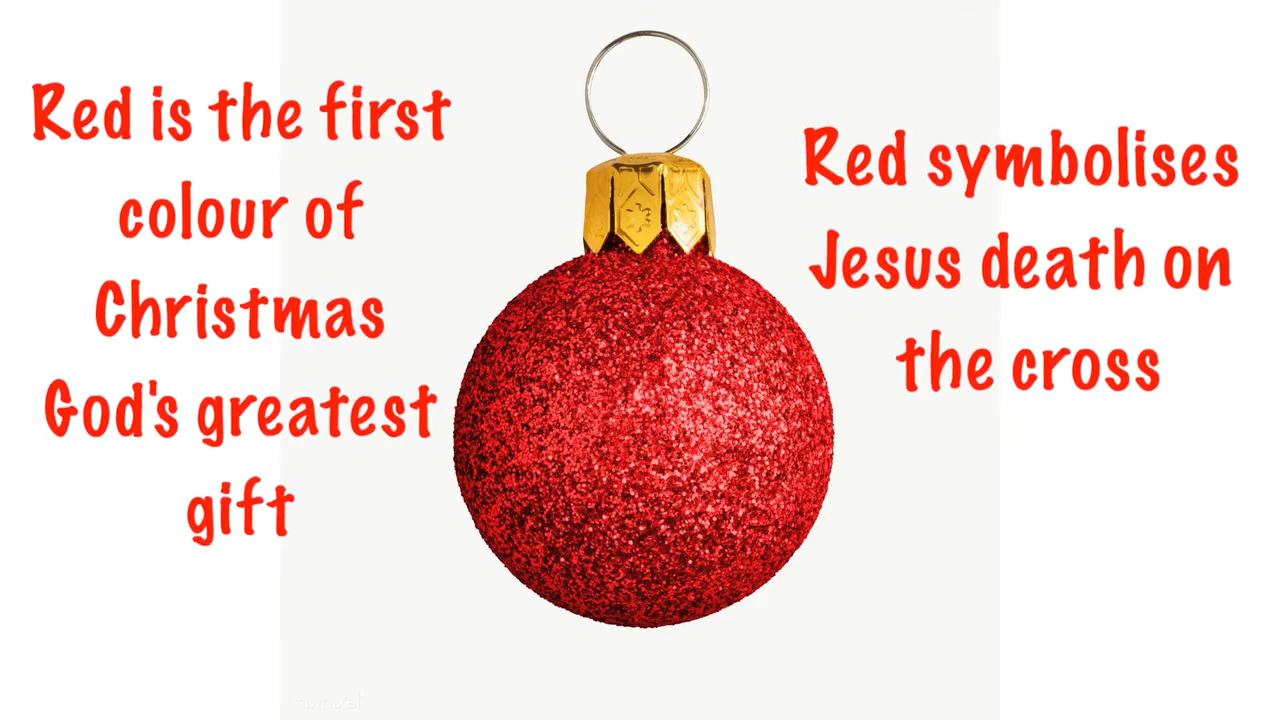 Red is the first
colour of
Christmas
God's greatest
gift
Red symbolises
Jesus death on
the cross